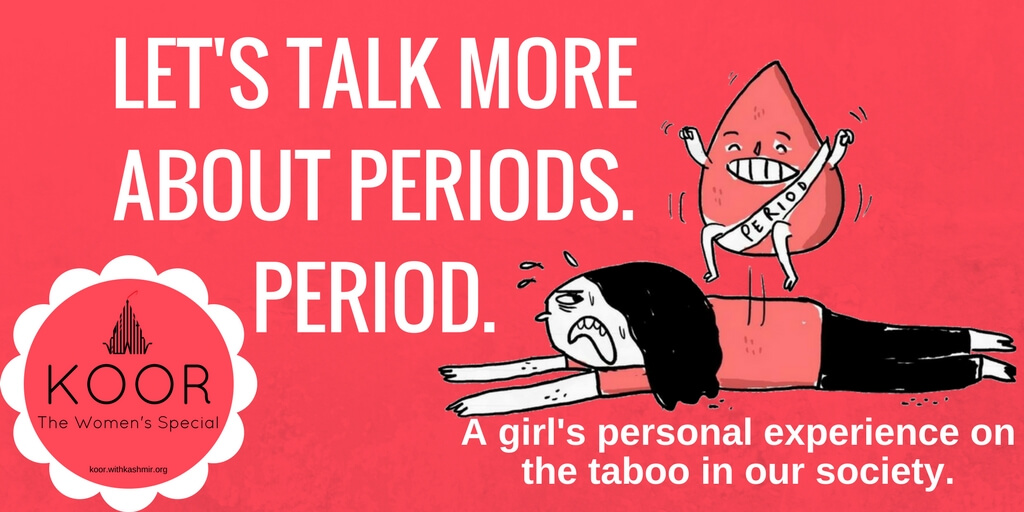 LET'S TALK MORE
ABOUT PERIODS.
PERIOD.
PERIOD
KOOR
The Women's Special
koor.withkashmir.org
A girl's personal experience on
the taboo in our society.